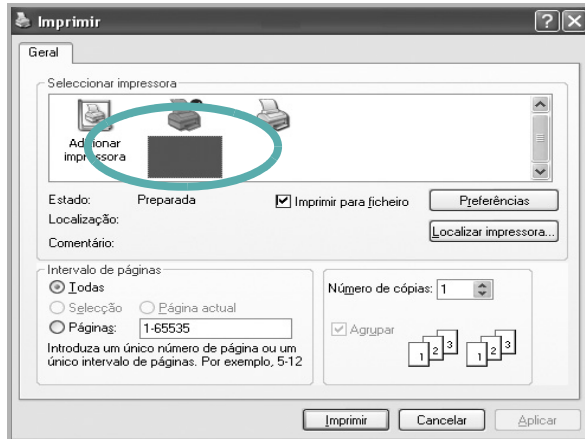 Imprimir
Geral
Seleccionar impressora
Adicionar
impressora
Estado: Preparada
Localização:
Comentário:
Imprimir para ficheiro
Preferências
Localizar impressora...
Intervalo de páginas
Todas
Selecção Página actual
Páginas: 1-65535
Introduza um único número de página ou um
único intervalo de páginas. Por exemplo, 5-12
Número de cópias: 1
Agrupar
1 2 3 1 2 3
Imprimir Cancelar Aplicar